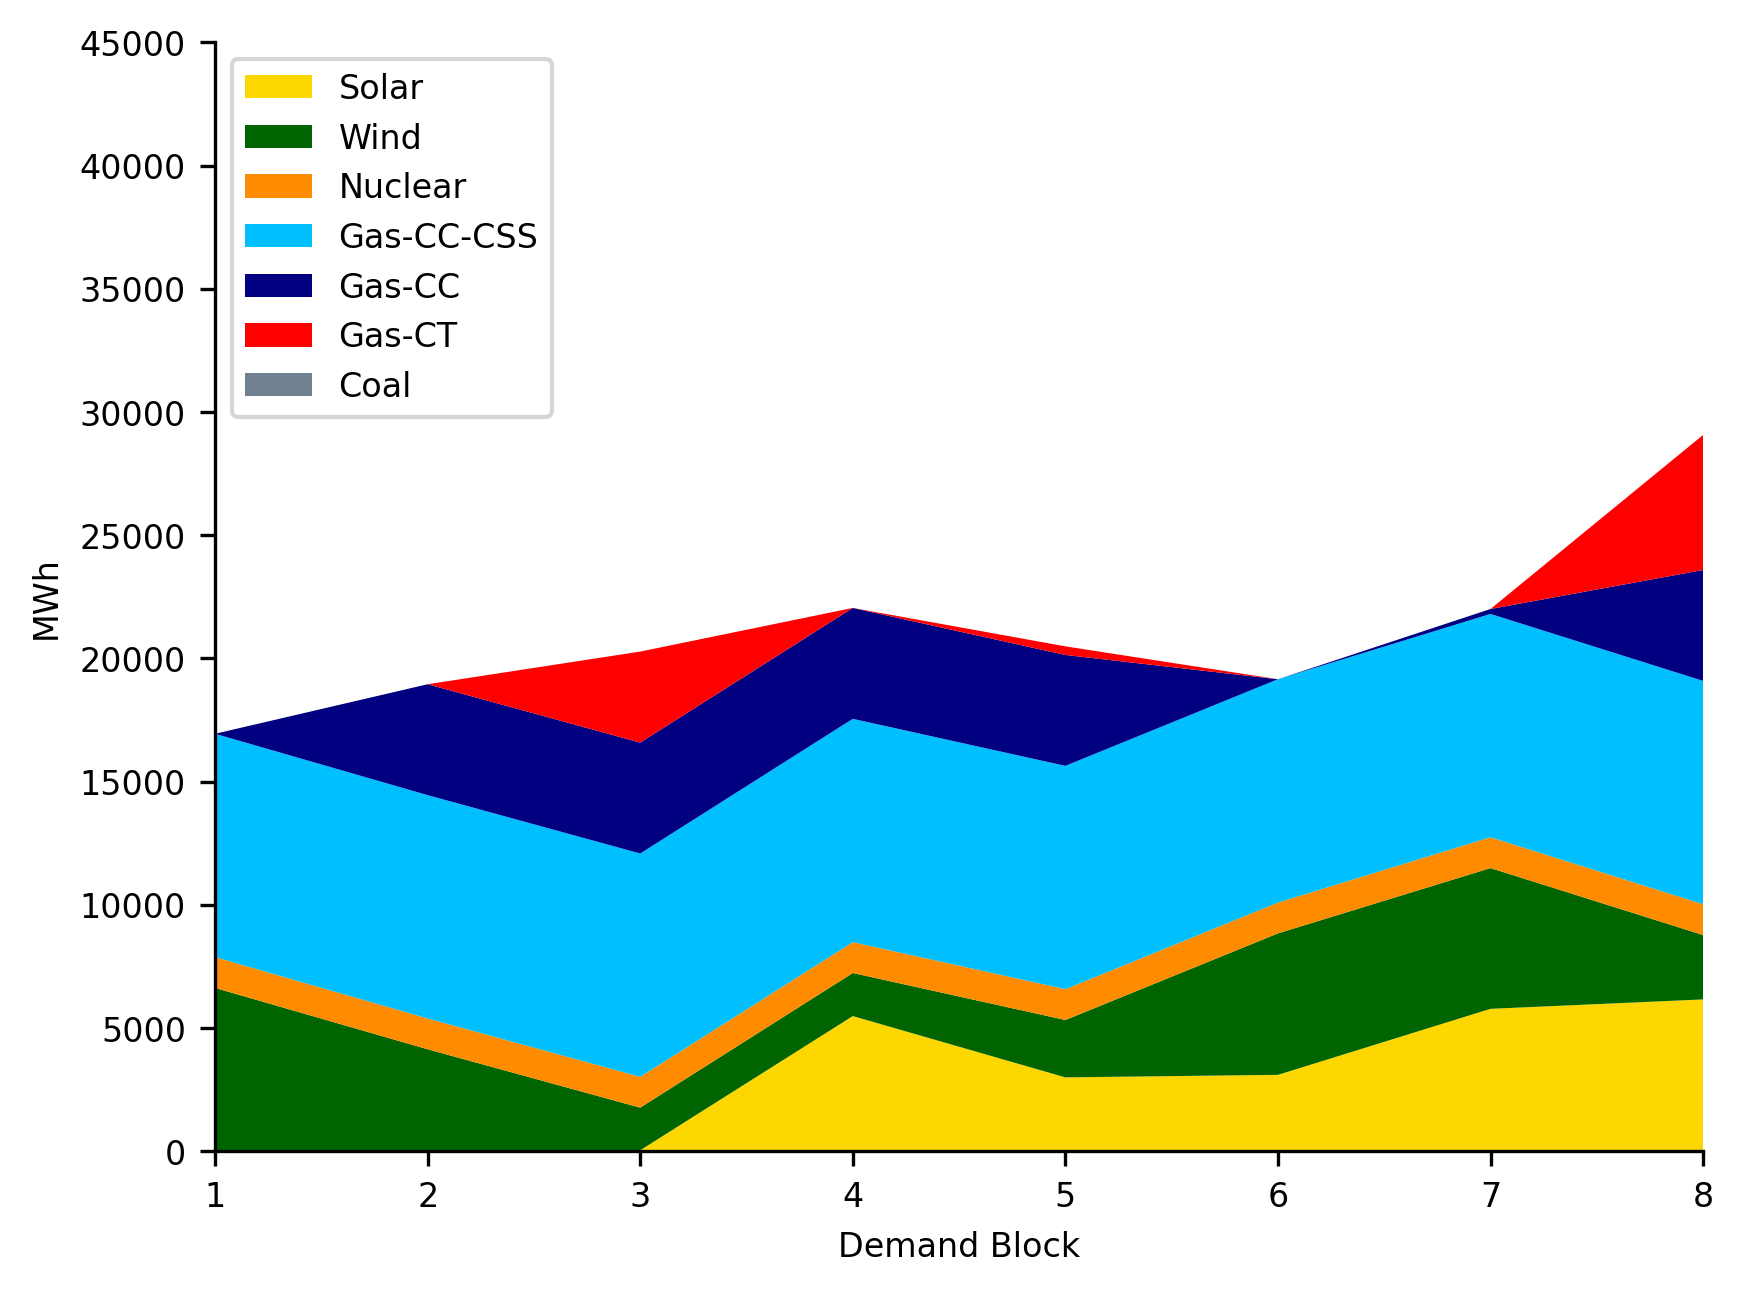 45000
40000
35000
30000
25000
20000
15000
10000
5000
0
MWh
Solar
Wind
Nuclear
Gas-CC-CSS
Gas-CC
Gas-CT
Coal
1 2 3 4 5 6 7 8
Demand Block